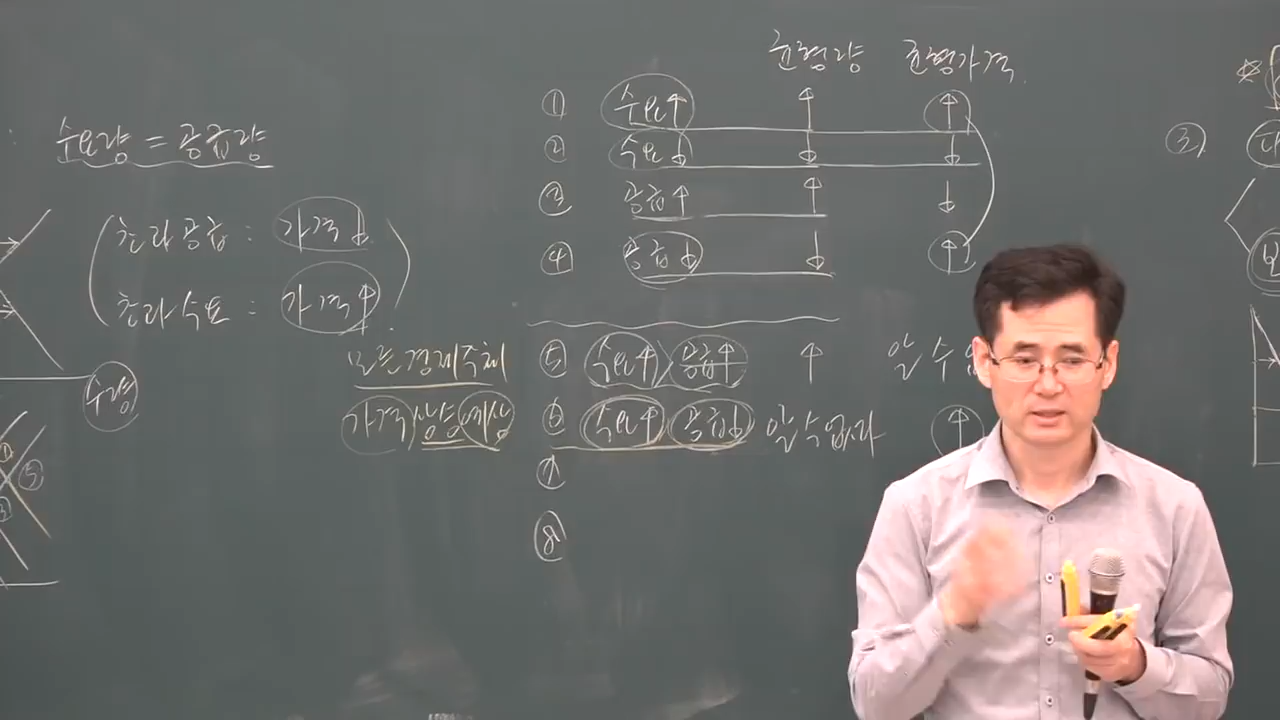 수요량 = 공급량
초과공급 : 가격↓
초과수요 : 가격↑
수량
① ⑤
모든 경제주체
가격상승예상
균형량 균형가격
① 수요↑ ↑ ↑
② 수요↓ ↓ ↓
③ 공급↑ ↑ ↓
④ 공급↓ ↓ ↑
⑤ 수요↑, 공급↑ ↑ 알 수
⑥ 수요↑ 공급↓ 알 수 없다 ↑
⑦
⑧
③